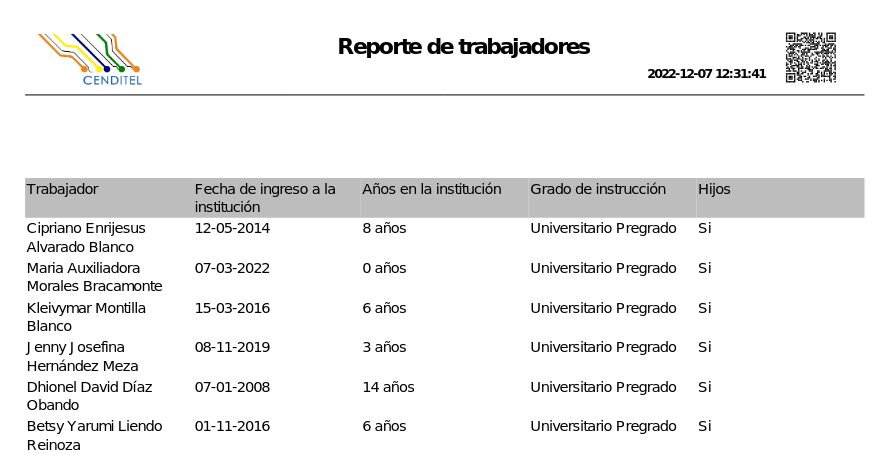 CENDITEL
Reporte de trabajadores
2022-12-07 12:31:41
Trabajador Fecha de ingreso a la institución Años en la institución Grado de instrucción Hijos
Cipriano Enrijesus Alvarado Blanco 12-05-2014 8 años Universitario Pregrado Si
Maria Auxiliadora Morales Bracamonte 07-03-2022 0 años Universitario Pregrado Si
Kleivymar Montilla Blanco 15-03-2016 6 años Universitario Pregrado Si
Jenny Josefina Hernández Meza 08-11-2019 3 años Universitario Pregrado Si
Dhionel David Díaz Obando 07-01-2008 14 años Universitario Pregrado Si
Betsy Yarumi Liendo Reinoza 01-11-2016 6 años Universitario Pregrado Si